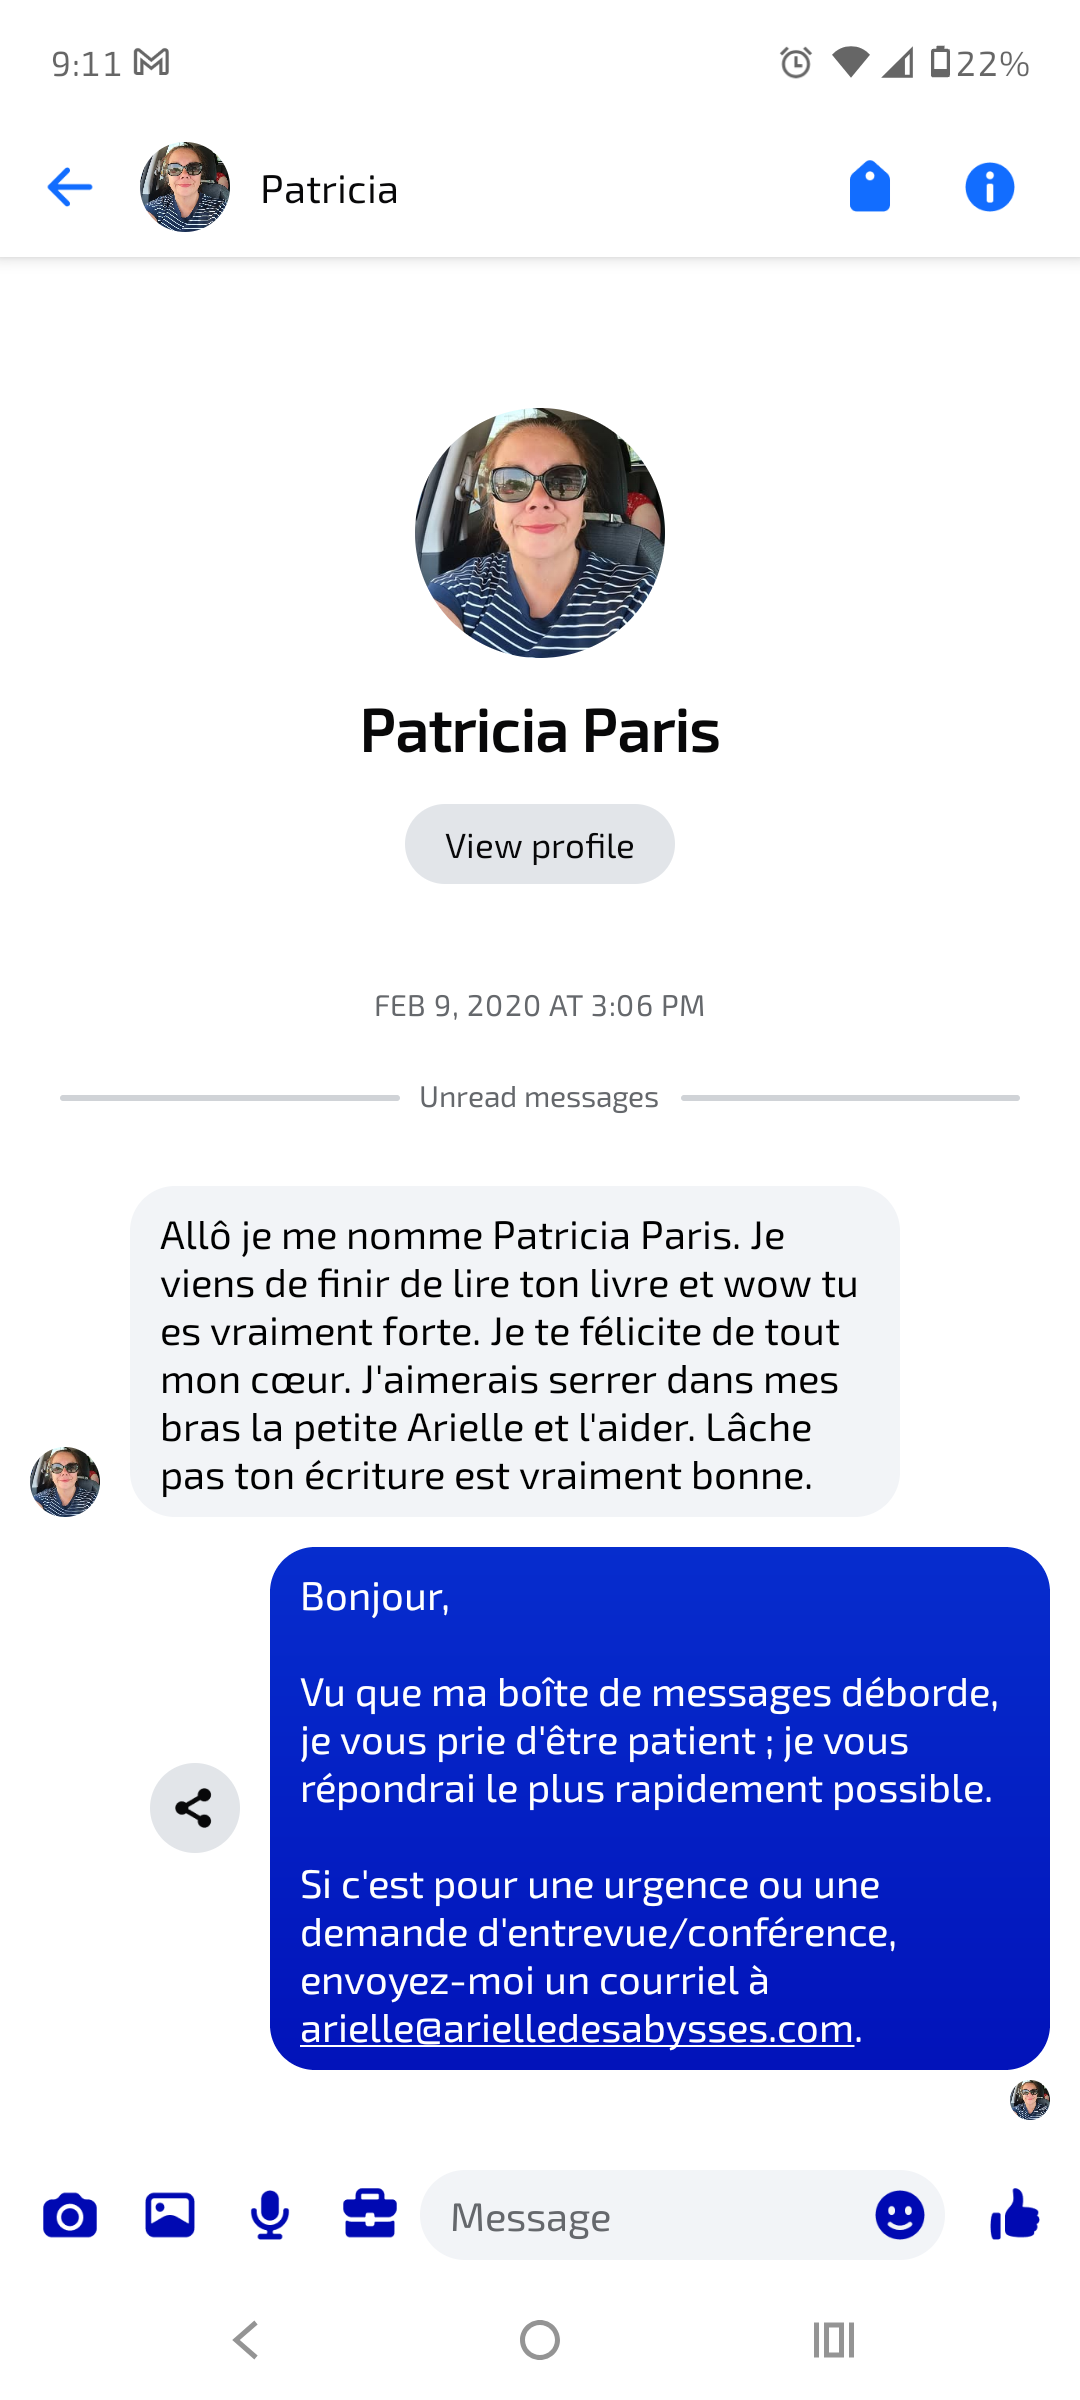 9:11
22%
Patricia
Patricia Paris
View profile
FEB 9, 2020 AT 3:06 PM
Unread messages
Allô je me nomme Patricia Paris. Je
viens de finir de lire ton livre et wow tu
es vraiment forte. Je te félicite de tout
mon cœur. J'aimerais serrer dans mes
bras la petite Arielle et l'aider. Lâche
pas ton écriture est vraiment bonne.
Bonjour,
Vu que ma boîte de messages déborde,
je vous prie d'être patient ; je vous
répondrai le plus rapidement possible.
Si c'est pour une urgence ou une
demande d'entrevue/conférence,
envoyez-moi un courriel à
arielle@arielledesabysses.com.
Message